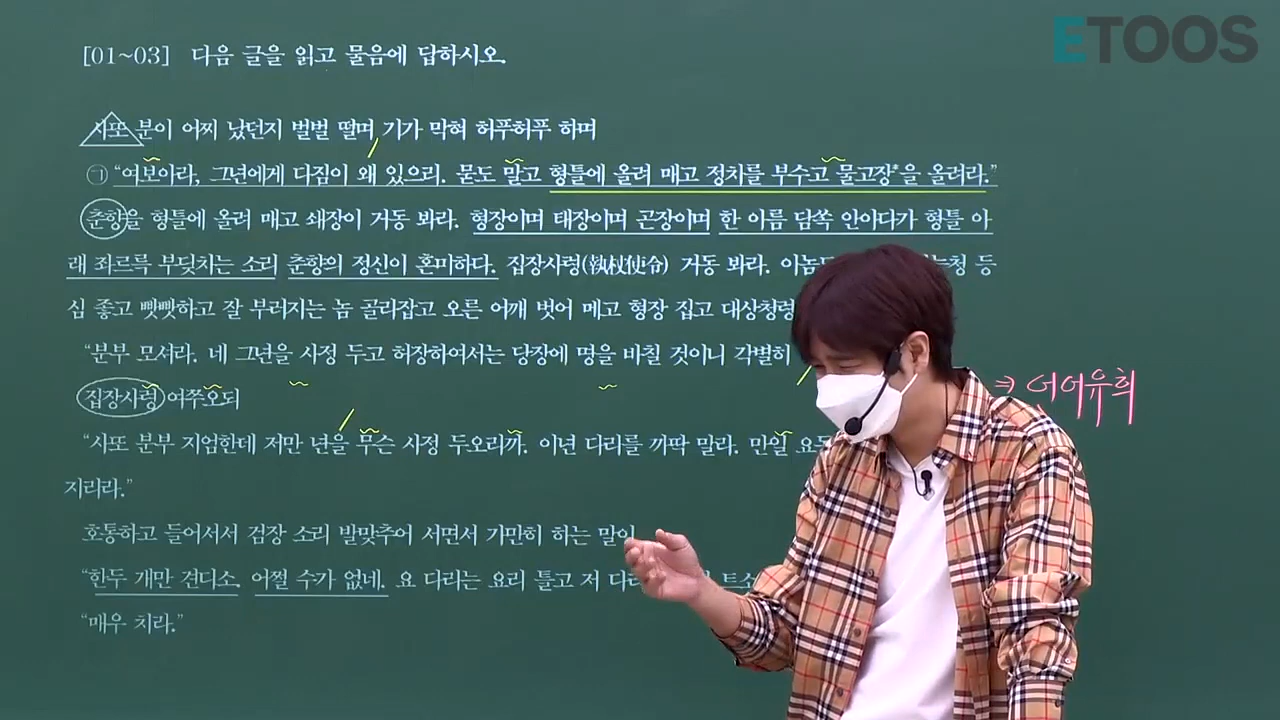 ETOOS
[01~03] 다음 글을 읽고 물음에 답하시오.
사또 분이 어찌 났던지 벌벌 떨며 기가 막혀 허푸허푸 하며
㉠ “여보아라, 그년에게 다짐이 왜 있으리. 묻도 말고 형틀에 올려 매고 정치를 부수고 물고장*을 올려라.”
춘향을 형틀에 올려 매고 쇄장이 거동 봐라. 형장이며 태장이며 곤장이며 한 아름 담쏙 안아다가 형틀 아
래 좌르륵 부딪치는 소리 춘향의 정신이 혼미하다. 집장사령(執杖使令) 거동 봐라. 이놈도 능청 등
심 좋고 빳빳하고 잘 부러지는 놈 골라잡고 오른 어깨 벗어 메고 형장 집고 대상청령
“분부 모셔라. 네 그년을 사정 두고 허장하여서는 당장에 명을 바칠 것이니 각별히
⇒ 언어유희
집장사령 여쭈오되
“사또 분부 지엄한데 저만 년을 무슨 사정 두오리까. 이년 다리를 까딱 말라. 만일 요동
지리라.”
호통하고 들어서서 검장 소리 발맞추어 서면서 가만히 하는 말이
“한두 개만 견디소. 어쩔 수가 없네. 요 다리는 요리 틀고 저 다리 트소
“매우 치라.”